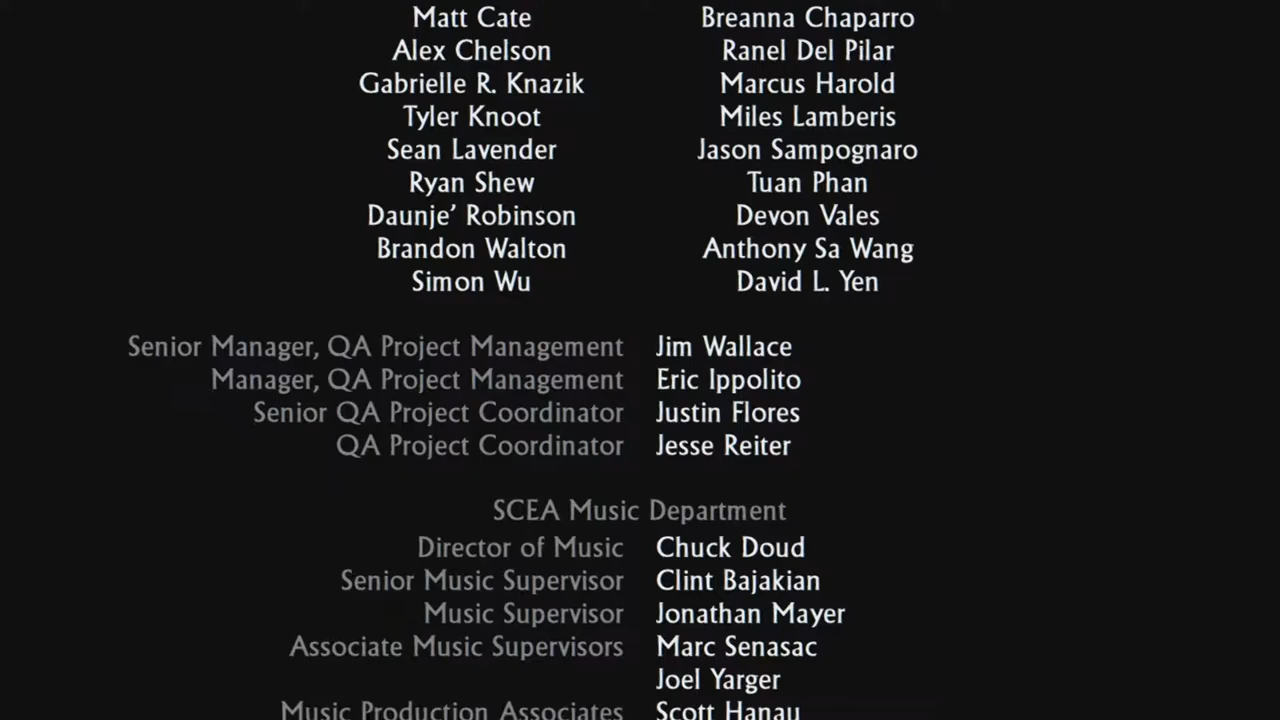 Matt Cate Breanna Chaparro
Alex Chelson Ranel Del Pilar
Gabrielle R. Knazik Marcus Harold
Tyler Knoot Miles Lamberis
Sean Lavender Jason Sampognaro
Ryan Shew Tuan Phan
Daunje’ Robinson Devon Vales
Brandon Walton Anthony Sa Wang
Simon Wu David L. Yen
Senior Manager, QA Project Management Jim Wallace
Manager, QA Project Management Eric Ippolito
Senior QA Project Coordinator Justin Flores
QA Project Coordinator Jesse Reiter
SCEA Music Department
Director of Music Chuck Doud
Senior Music Supervisor Clint Bajakian
Music Supervisor Jonathan Mayer
Associate Music Supervisors Marc Senasac
Joel Yarger
Music Production Associates Scott Hanau